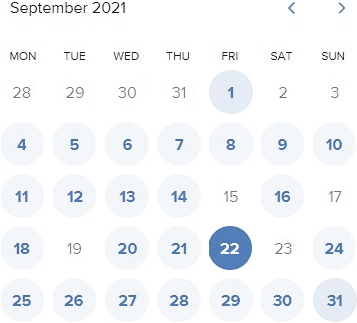 September 2021
MON TUE WED THU FRI SAT SUN
28 29 30 31 1 2 3
4 5 6 7 8 9 10
11 12 13 14 15 16 17
18 19 20 21 22 23 24
25 26 27 28 29 30 31